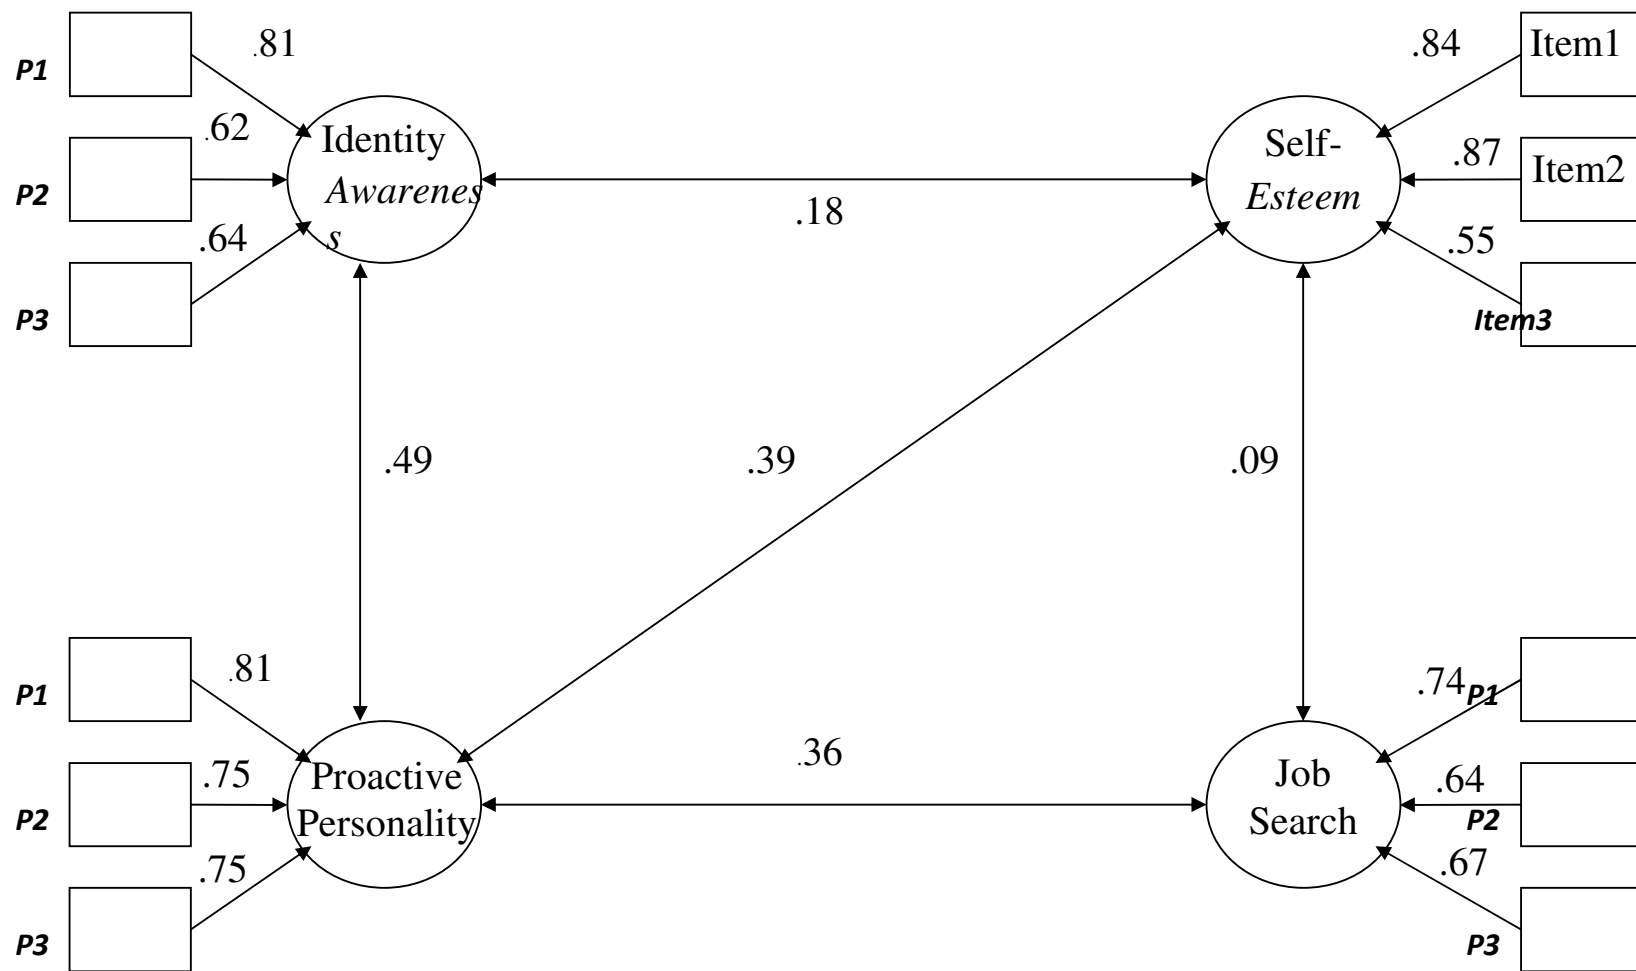 .81
.84
Item1
P1
.62
Identity
Self-
.87
Item2
P2
Awarenes
Esteem
.18
.64
s
.55
P3
Item3
.49
.39
.09
.81
.74
P1
P1
.36
.75
Proactive
Job
.64
P2
Personality
Search
P2
.75
.67
P3
P3